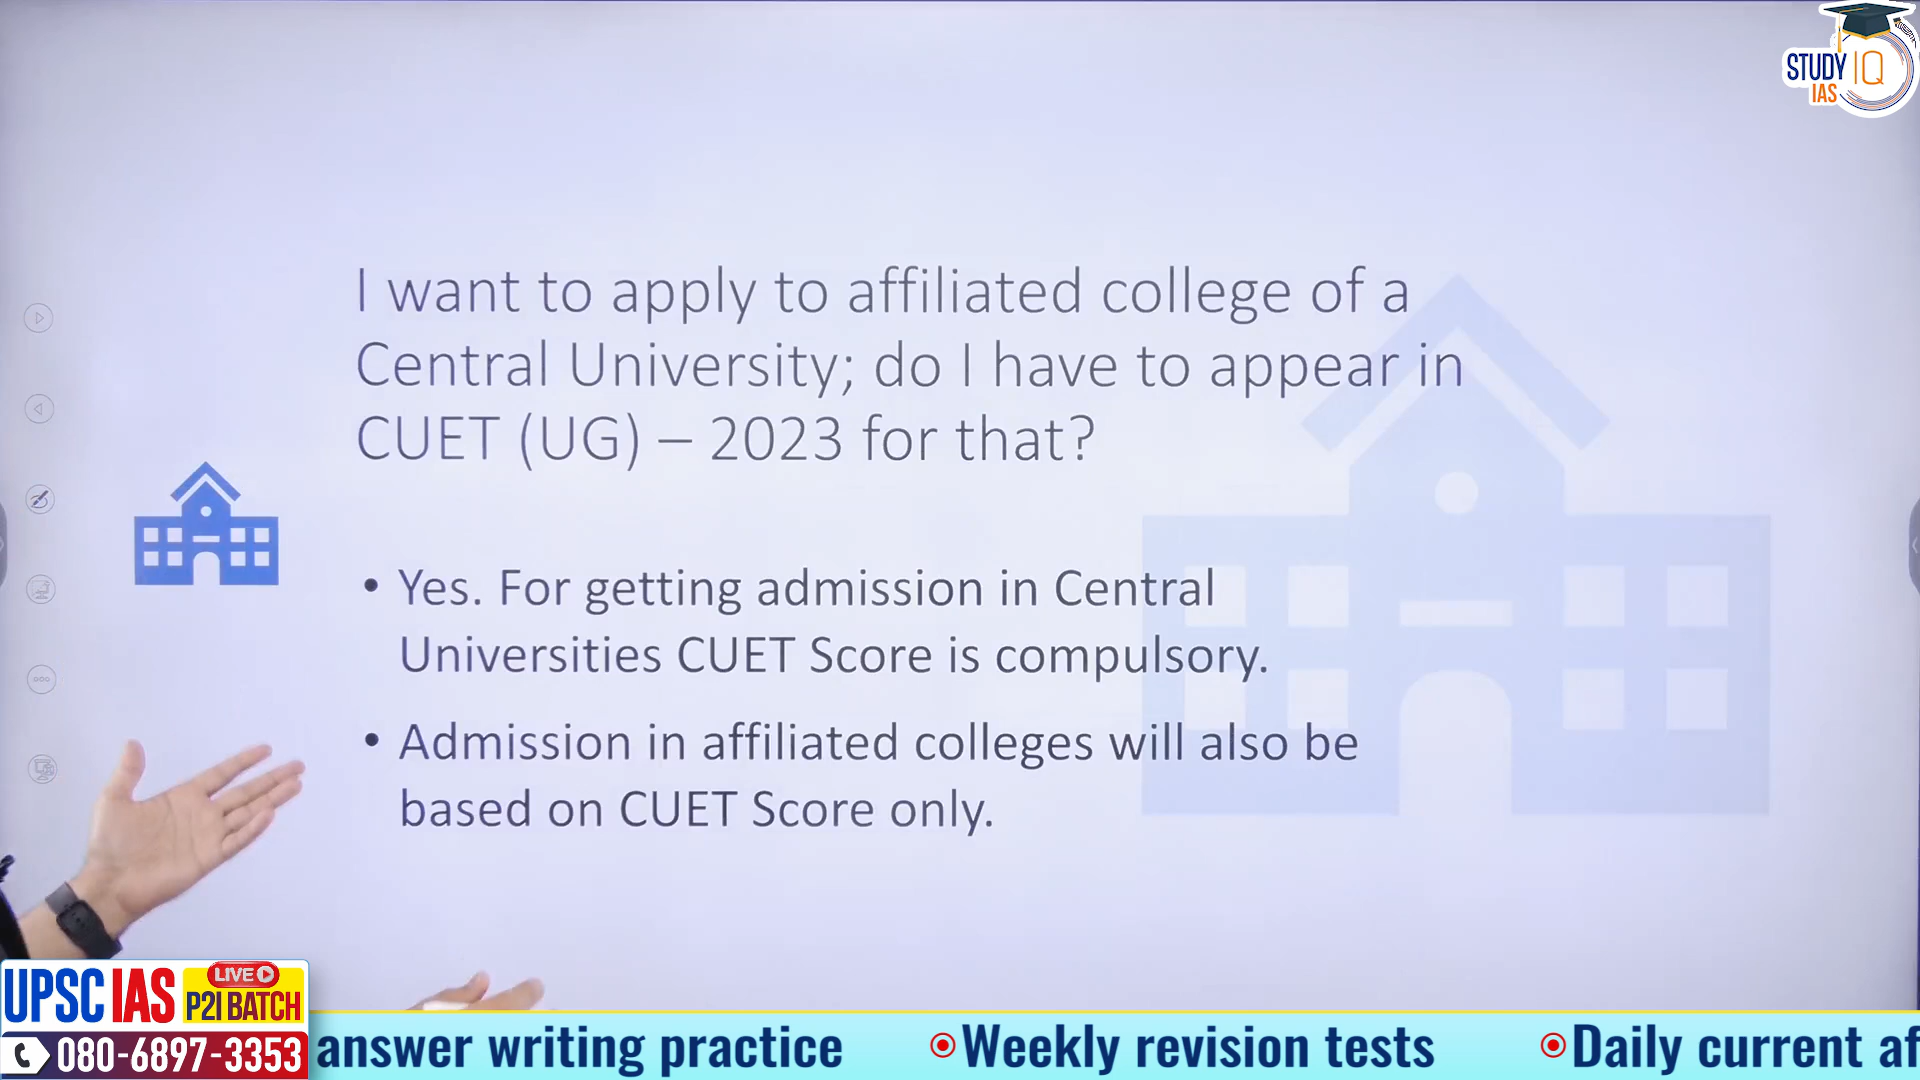 STUDY IQ
IAS
I want to apply to affiliated college of a
Central University; do I have to appear in
CUET (UG) – 2023 for that?
• Yes. For getting admission in Central
Universities CUET Score is compulsory.
• Admission in affiliated colleges will also be
based on CUET Score only.
UPSC IAS LIVE
P2I BATCH
080-6897-3353
answer writing practice Weekly revision tests Daily current af